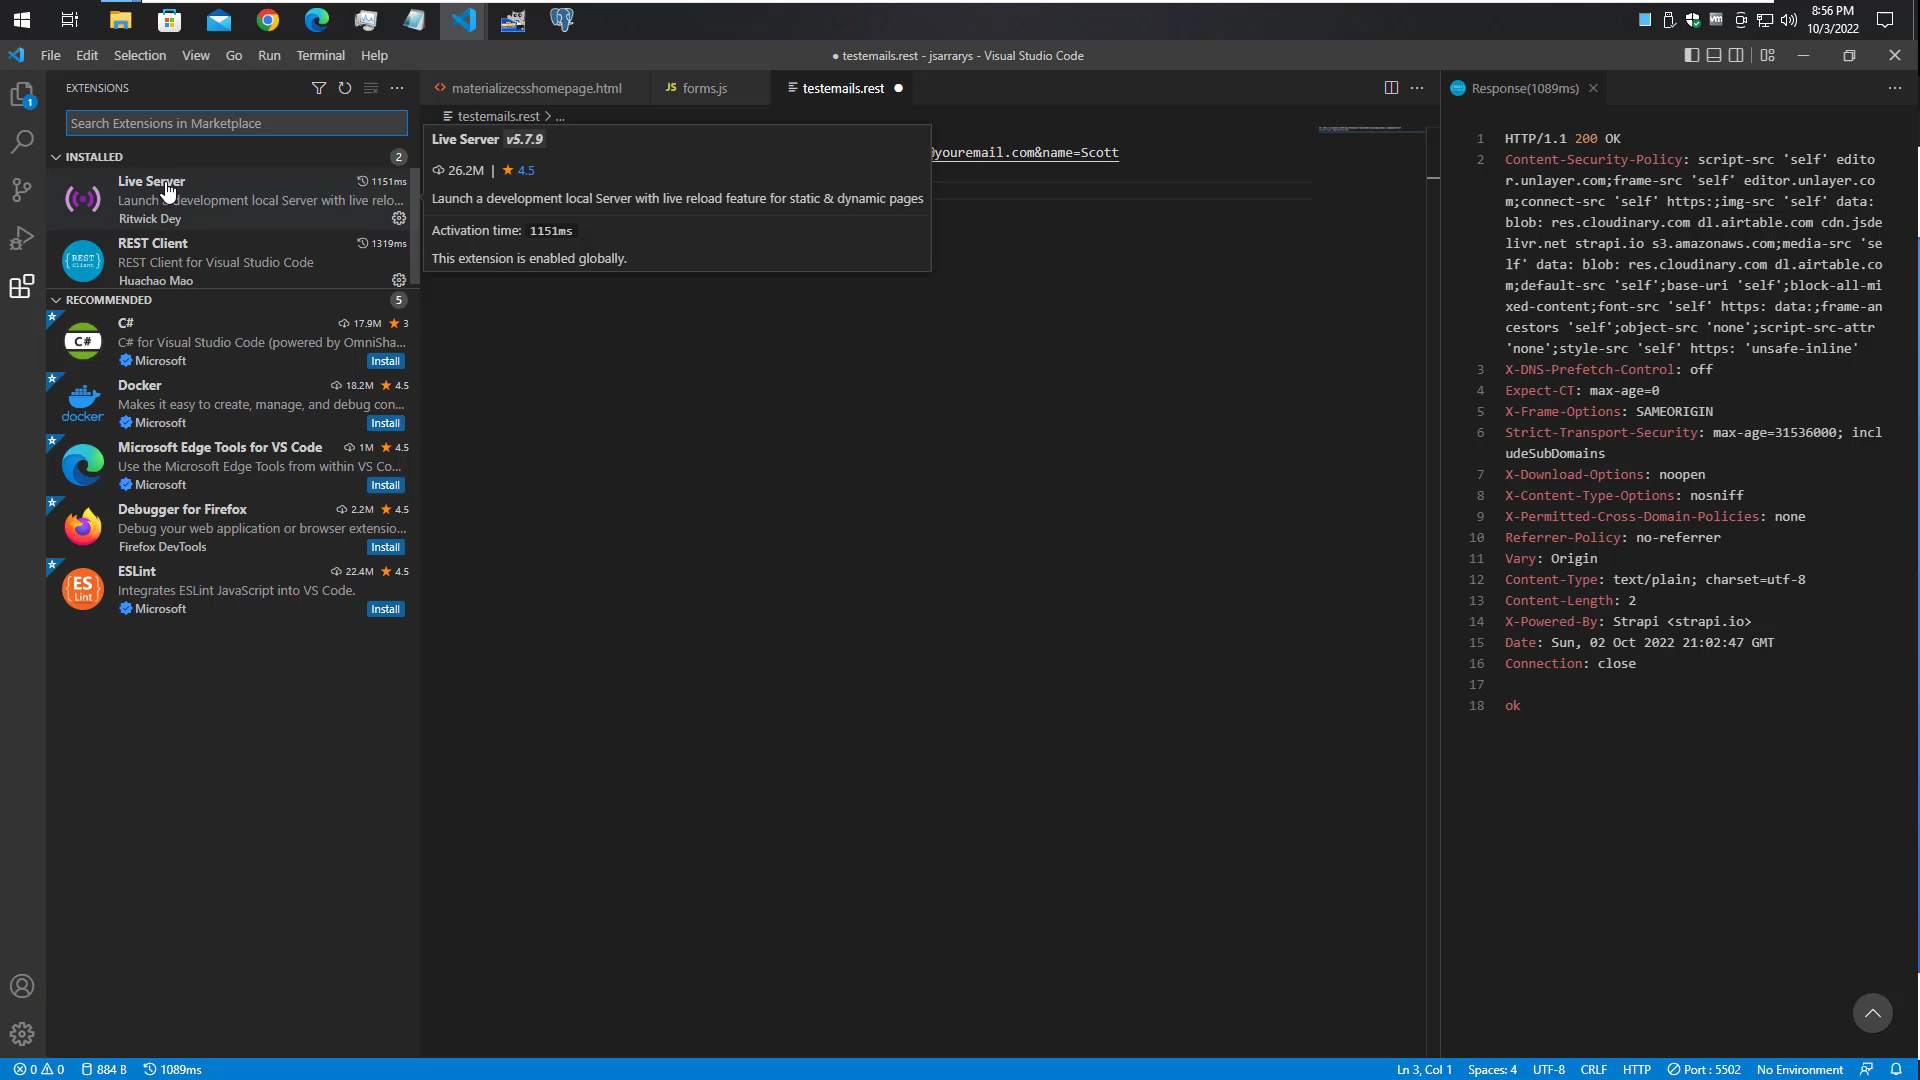 8:56 PM
10/3/2022
File Edit Selection View Go Run Terminal Help
● testemails.rest - jsarrarys - Visual Studio Code
EXTENSIONS
Search Extensions in Marketplace
INSTALLED 2
Live Server 1151ms
Launch a development local Server with live relo...
Ritwick Dey
REST Client 1319ms
REST Client for Visual Studio Code
Huachao Mao
RECOMMENDED 5
C# 17.9M ★ 3
C# for Visual Studio Code (powered by OmniSha...
Microsoft Install
Docker 18.2M ★ 4.5
Makes it easy to create, manage, and debug con...
Microsoft Install
Microsoft Edge Tools for VS Code 1M ★ 4.5
Use the Microsoft Edge Tools from within VS Co...
Microsoft Install
Debugger for Firefox 2.2M ★ 4.5
Debug your web application or browser extensio...
Firefox DevTools Install
ESLint 22.4M ★ 4.5
Integrates ESLint JavaScript into VS Code.
Microsoft Install
materializecsshomepage.html
JS forms.js
testemails.rest ●
testemails.rest > ...
youremail.com&name=Scott
Live Server v5.7.9
26.2M | ★ 4.5
Launch a development local Server with live reload feature for static & dynamic pages
Activation time: 1151ms
This extension is enabled globally.
Response(1089ms)
1 HTTP/1.1 200 OK
2 Content-Security-Policy: script-src 'self' edito
r.unlayer.com;frame-src 'self' editor.unlayer.co
m;connect-src 'self' https:;img-src 'self' data:
blob: res.cloudinary.com dl.airtable.com cdn.jsde
livr.net strapi.io s3.amazonaws.com;media-src 'se
lf' data: blob: res.cloudinary.com dl.airtable.co
m;default-src 'self';base-uri 'self';block-all-mi
xed-content;font-src 'self' https: data:;frame-an
cestors 'self';object-src 'none';script-src-attr
'none';style-src 'self' https: 'unsafe-inline'
3 X-DNS-Prefetch-Control: off
4 Expect-CT: max-age=0
5 X-Frame-Options: SAMEORIGIN
6 Strict-Transport-Security: max-age=31536000; incl
udeSubDomains
7 X-Download-Options: noopen
8 X-Content-Type-Options: nosniff
9 X-Permitted-Cross-Domain-Policies: none
10 Referrer-Policy: no-referrer
11 Vary: Origin
12 Content-Type: text/plain; charset=utf-8
13 Content-Length: 2
14 X-Powered-By: Strapi <strapi.io>
15 Date: Sun, 02 Oct 2022 21:02:47 GMT
16 Connection: close
17
18 ok
0 0 884 B 1089ms
Ln 3, Col 1 Spaces: 4 UTF-8 CRLF HTTP Port : 5502 No Environment